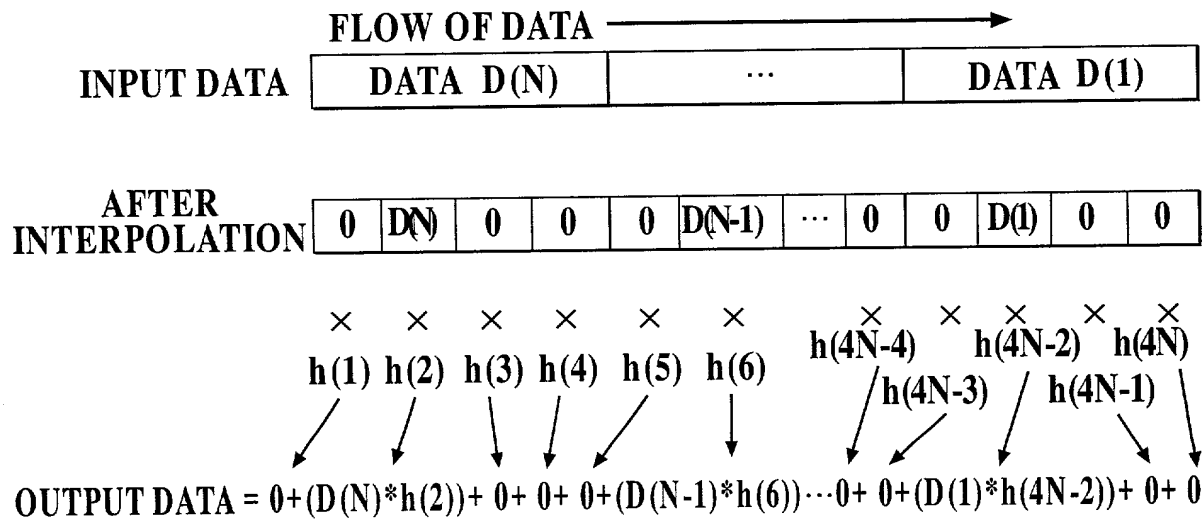 FLOW OF DATA
INPUT DATA DATA D(N) ... DATA D(1)
AFTER
INTERPOLATION 0 D(N) 0 0 0 D(N-1) ... 0 0 D(1) 0 0
× × × × × × × × × × ×
h(1) h(2) h(3) h(4) h(5) h(6) h(4N-4) h(4N-2) h(4N)
h(4N-3) h(4N-1)
OUTPUT DATA = 0+(D(N)*h(2))+ 0+ 0+ 0+(D(N-1)*h(6))...0+ 0+(D(1)*h(4N-2))+ 0+ 0